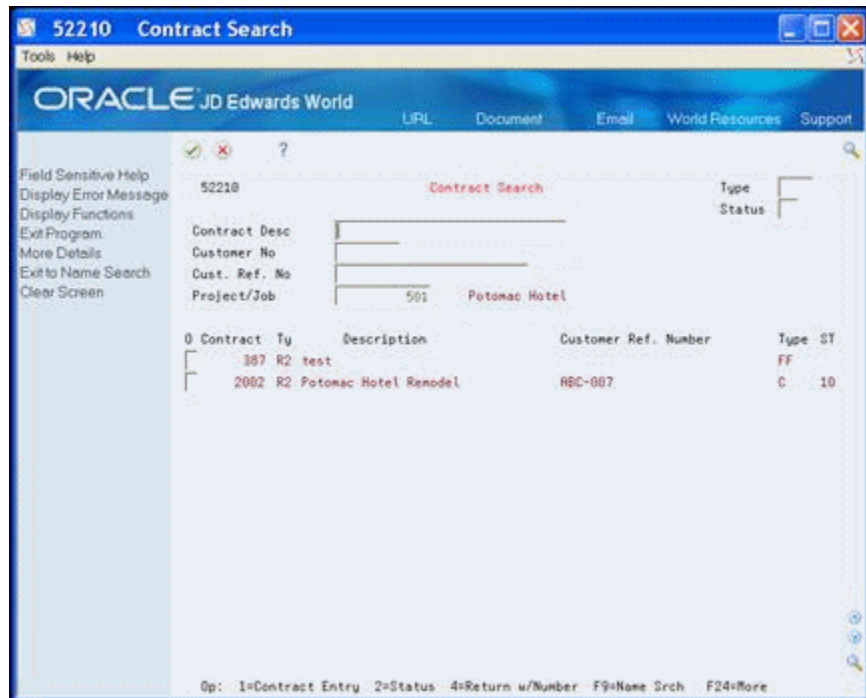 52210 Contract Search
Tools Help
ORACLE JD Edwards World
URL Document Email World Resources Support
?
Field Sensitive Help
Display Error Message
Display Functions
Exit Program
More Details
Exit to Name Search
Clear Screen
52210 Contract Search Type
Status
Contract Desc
Customer No
Cust. Ref. No
Project/Job 501 Potomac Hotel
O Contract Ty Description Customer Ref. Number Type ST
387 R2 test FF
2002 R2 Potomac Hotel Remodel ABC-007 C 10
Op: 1=Contract Entry 2=Status 4=Return w/Number F9=Name Srch F24=More